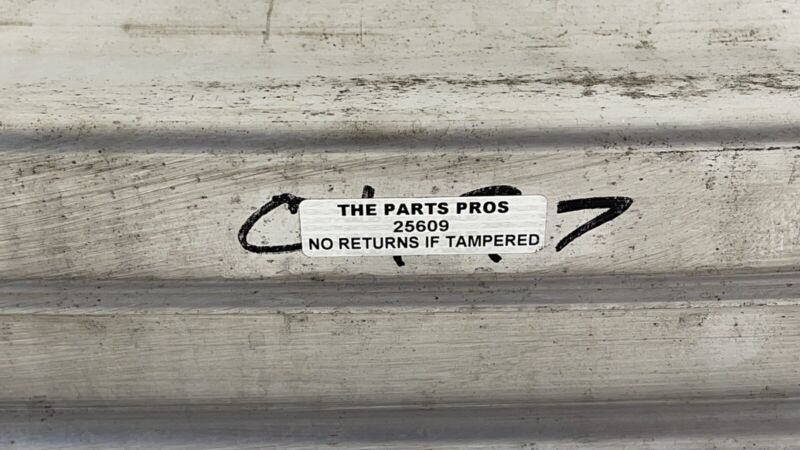 THE PARTS PROS
25609
NO RETURNS IF TAMPERED